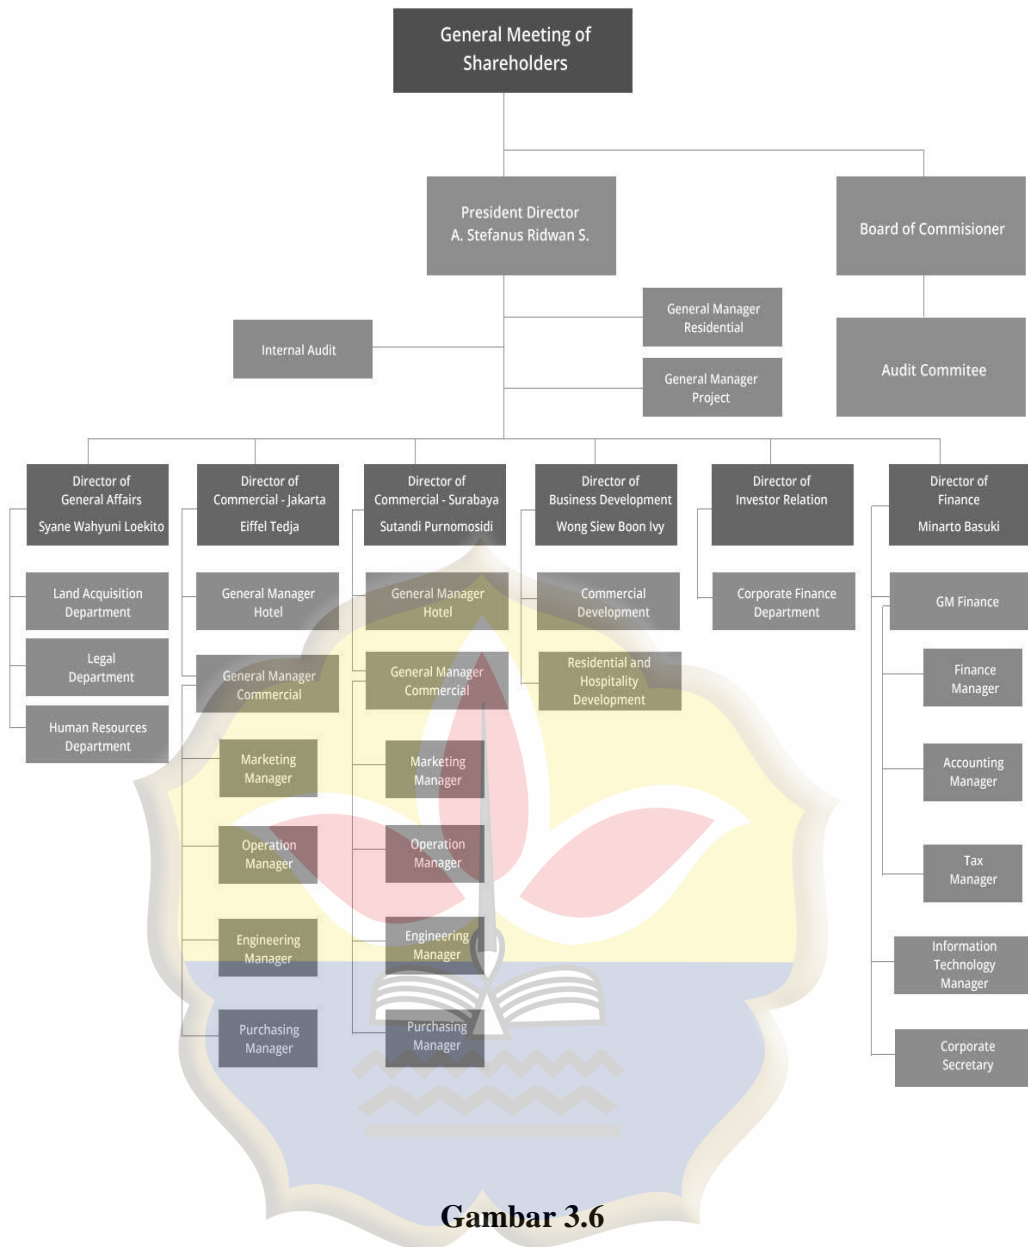 General Meeting of
Shareholders
President Director
A. Stefanus Ridwan S.
Board of Commisioner
General Manager
Residential
Internal Audit
Audit Commitee
General Manager
Project
Director of
General Affairs
Syane Wahyuni Loekito
Director of
Commercial - Jakarta
Eiffel Tedja
Director of
Commercial - Surabaya
Sutandi Purnomosidi
Director of
Business Development
Wong Siew Boon Ivy
Director of
Investor Relation
Director of
Finance
Minarto Basuki
Land Acquisition
Department
Legal
Department
Human Resources
Department
General Manager
Hotel
General Manager
Commercial
Marketing
Manager
Operation
Manager
Engineering
Manager
Purchasing
Manager
General Manager
Hotel
General Manager
Commercial
Marketing
Manager
Operation
Manager
Engineering
Manager
Purchasing
Manager
Commercial
Development
Residential and
Hospitality
Development
Corporate Finance
Department
GM Finance
Finance
Manager
Accounting
Manager
Tax
Manager
Information
Technology
Manager
Corporate
Secretary
Gambar 3.6